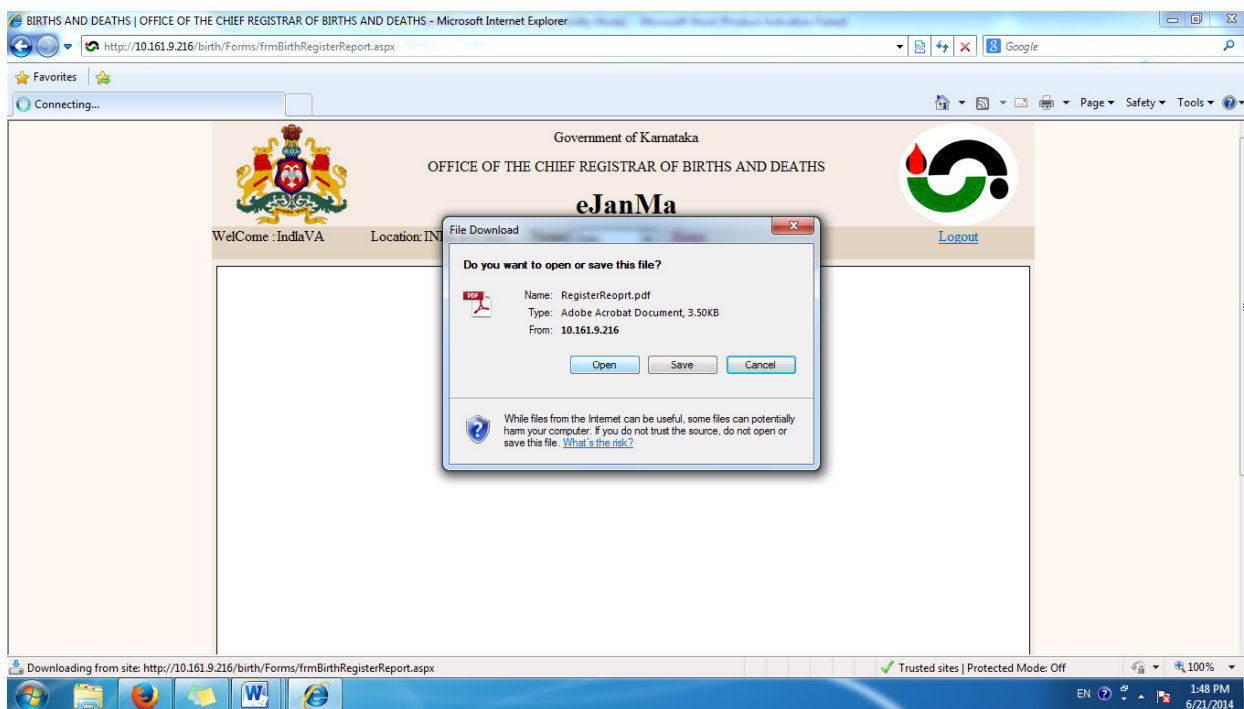 BIRTHS AND DEATHS | OFFICE OF THE CHIEF REGISTRAR OF BIRTHS AND DEATHS - Microsoft Internet Explorer
http://10.161.9.216/birth/Forms/frmBirthRegisterReport.aspx
Google
Favorites
Connecting...
Page
Safety
Tools
Government of Karnataka
OFFICE OF THE CHIEF REGISTRAR OF BIRTHS AND DEATHS
eJanMa
WelCome : IndlaVA
Location: IN
Logout
File Download
Do you want to open or save this file?
PDF
Name: RegisterReoprt.pdf
Type: Adobe Acrobat Document, 3.50KB
From: 10.161.9.216
Open
Save
Cancel
While files from the Internet can be useful, some files can potentially
harm your computer. If you do not trust the source, do not open or
save this file. What's the risk?
Downloading from site: http://10.161.9.216/birth/Forms/frmBirthRegisterReport.aspx
Trusted sites | Protected Mode: Off
100%
EN
1:48 PM
6/21/2014